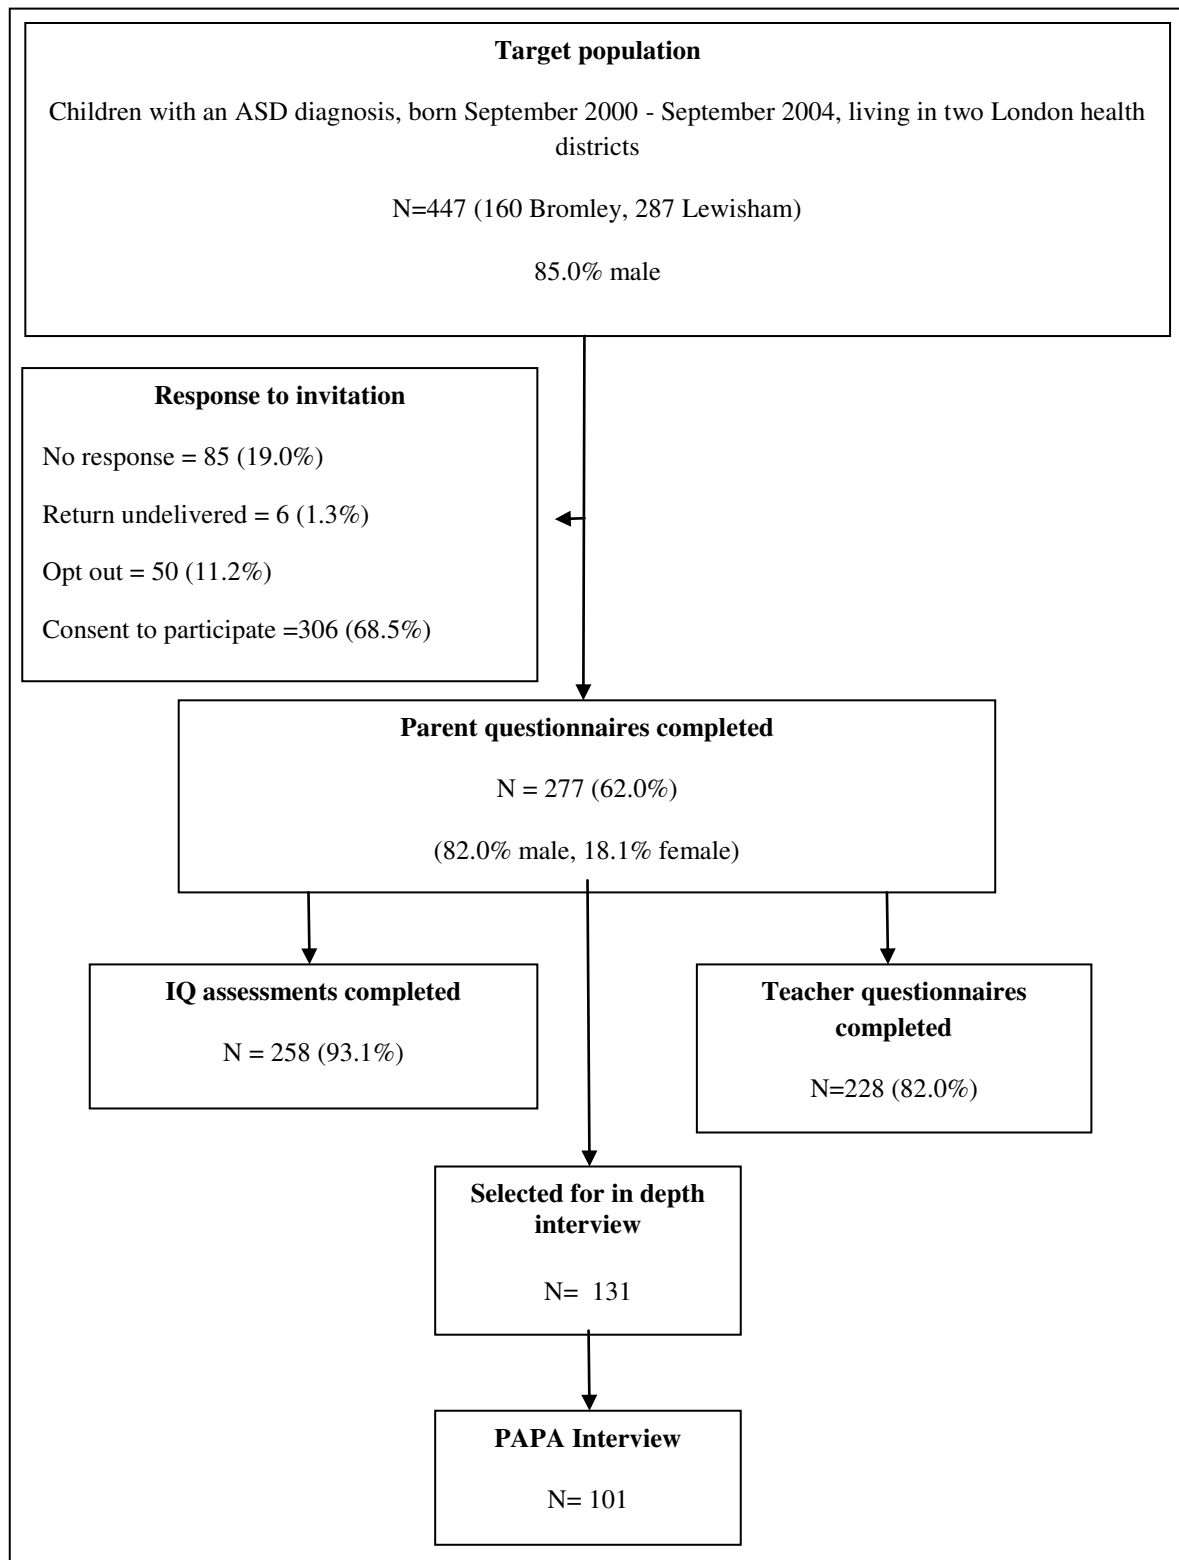 Target population
Children with an ASD diagnosis, born September 2000 - September 2004, living in two London health
districts
N=447 (160 Bromley, 287 Lewisham)
85.0% male
Response to invitation
No response = 85 (19.0%)
Return undelivered = 6 (1.3%)
Opt out = 50 (11.2%)
Consent to participate =306 (68.5%)
Parent questionnaires completed
N = 277 (62.0%)
(82.0% male, 18.1% female)
IQ assessments completed
N = 258 (93.1%)
Teacher questionnaires
completed
N=228 (82.0%)
Selected for in depth
interview
N=  131
PAPA Interview
N= 101